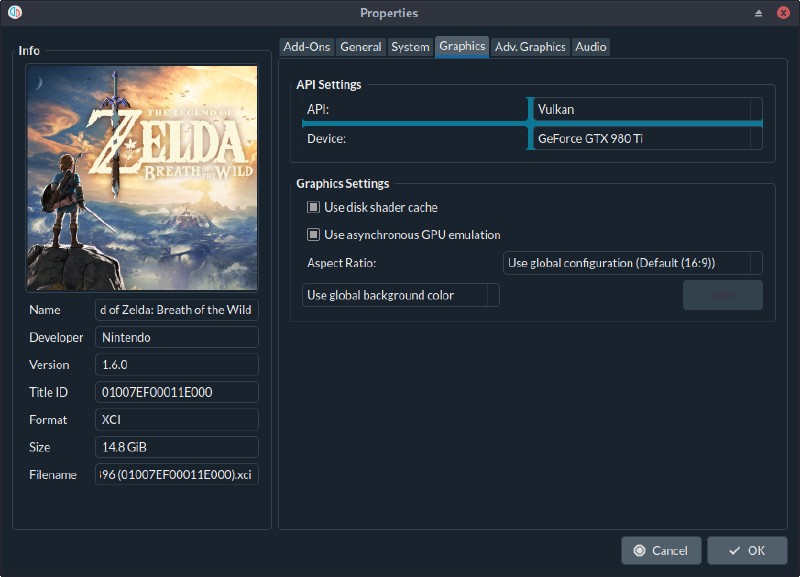 Properties
Info
THE LEGEND OF
ZELDA
BREATH OF THE WILD
Name
d of Zelda: Breath of the Wild
Developer
Nintendo
Version
1.6.0
Title ID
01007EF00011E000
Format
XCI
Size
14.8 GiB
Filename
96 (01007EF00011E000).xci
Add-Ons
General
System
Graphics
Adv. Graphics
Audio
API Settings
API:
Vulkan
Device:
GeForce GTX 980 Ti
Graphics Settings
Use disk shader cache
Use asynchronous GPU emulation
Aspect Ratio:
Use global configuration (Default (16:9))
Use global background color
Cancel
OK